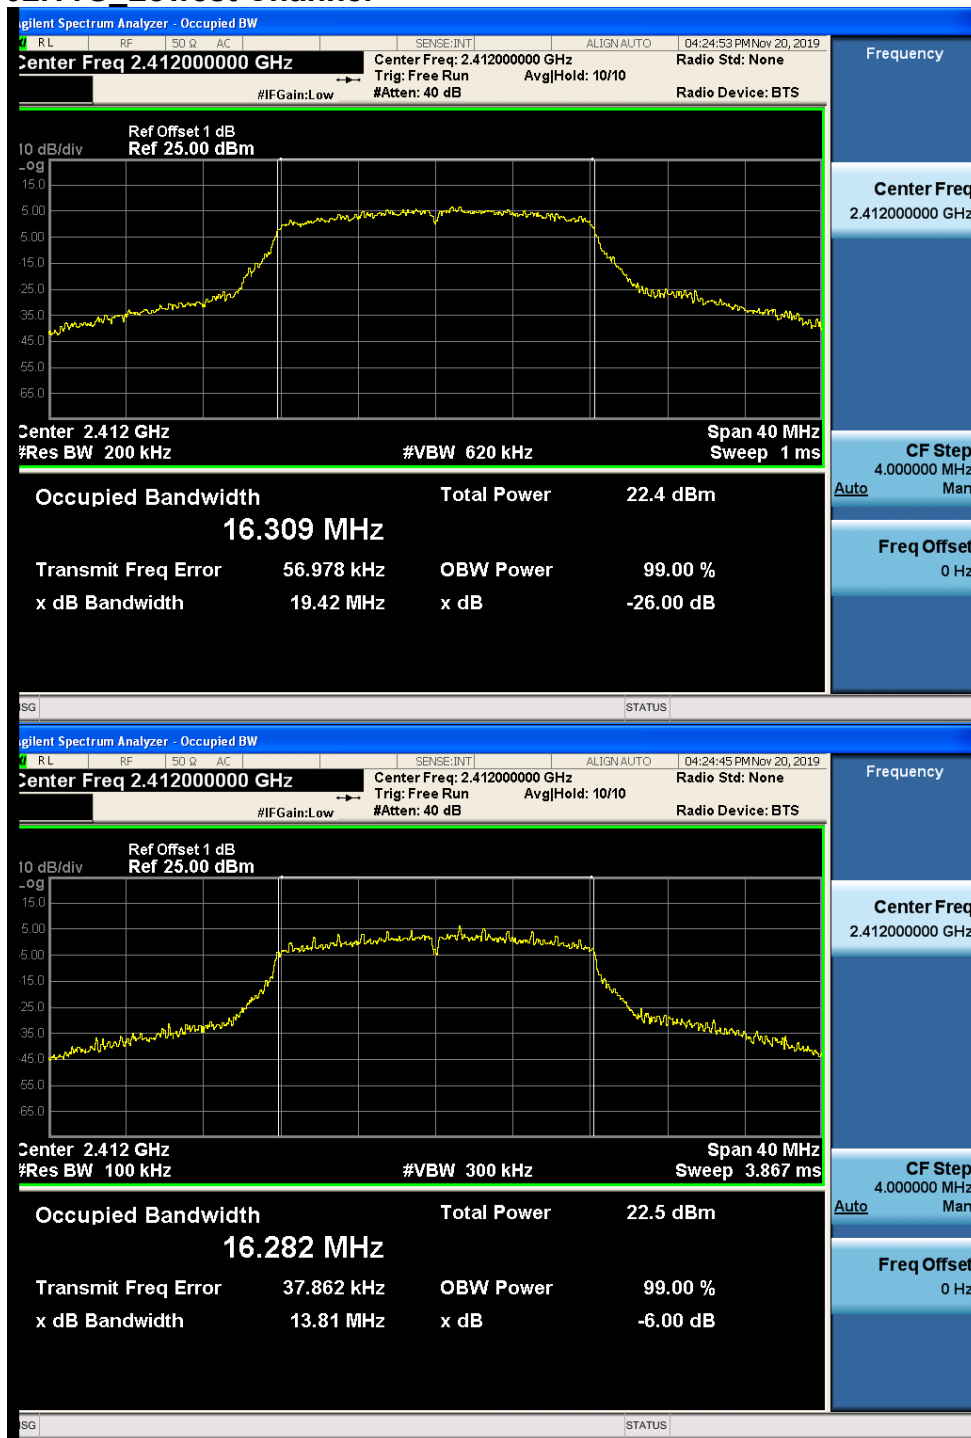 Agilent Spectrum Analyzer - Occupied BW
RL RF 50 Ω AC SENSE:INT ALIGN AUTO 04:24:53 PM Nov 20, 2019
Center Freq 2.412000000 GHz
Center Freq: 2.412000000 GHz Radio Std: None
Trig: Free Run Avg|Hold: 10/10
#IFGain:Low #Atten: 40 dB Radio Device: BTS
Frequency
Ref Offset 1 dB
10 dB/div Ref 25.00 dBm
Log
15.0
5.00
-5.00
-15.0
-25.0
-35.0
-45.0
-55.0
-65.0
Center 2.412 GHz Span 40 MHz
#Res BW 200 kHz #VBW 620 kHz Sweep 1 ms
Center Freq
2.412000000 GHz
CF Step
4.000000 MHz
Auto Man
Freq Offset
0 Hz
Occupied Bandwidth Total Power 22.4 dBm
16.309 MHz
Transmit Freq Error 56.978 kHz OBW Power 99.00 %
x dB Bandwidth 19.42 MHz x dB -26.00 dB
MSG STATUS
Agilent Spectrum Analyzer - Occupied BW
RL RF 50 Ω AC SENSE:INT ALIGN AUTO 04:24:45 PM Nov 20, 2019
Center Freq 2.412000000 GHz
Center Freq: 2.412000000 GHz Radio Std: None
Trig: Free Run Avg|Hold: 10/10
#IFGain:Low #Atten: 40 dB Radio Device: BTS
Frequency
Ref Offset 1 dB
10 dB/div Ref 25.00 dBm
Log
15.0
5.00
-5.00
-15.0
-25.0
-35.0
-45.0
-55.0
-65.0
Center 2.412 GHz Span 40 MHz
#Res BW 100 kHz #VBW 300 kHz Sweep 3.867 ms
Center Freq
2.412000000 GHz
CF Step
4.000000 MHz
Auto Man
Freq Offset
0 Hz
Occupied Bandwidth Total Power 22.5 dBm
16.282 MHz
Transmit Freq Error 37.862 kHz OBW Power 99.00 %
x dB Bandwidth 13.81 MHz x dB -6.00 dB
MSG STATUS